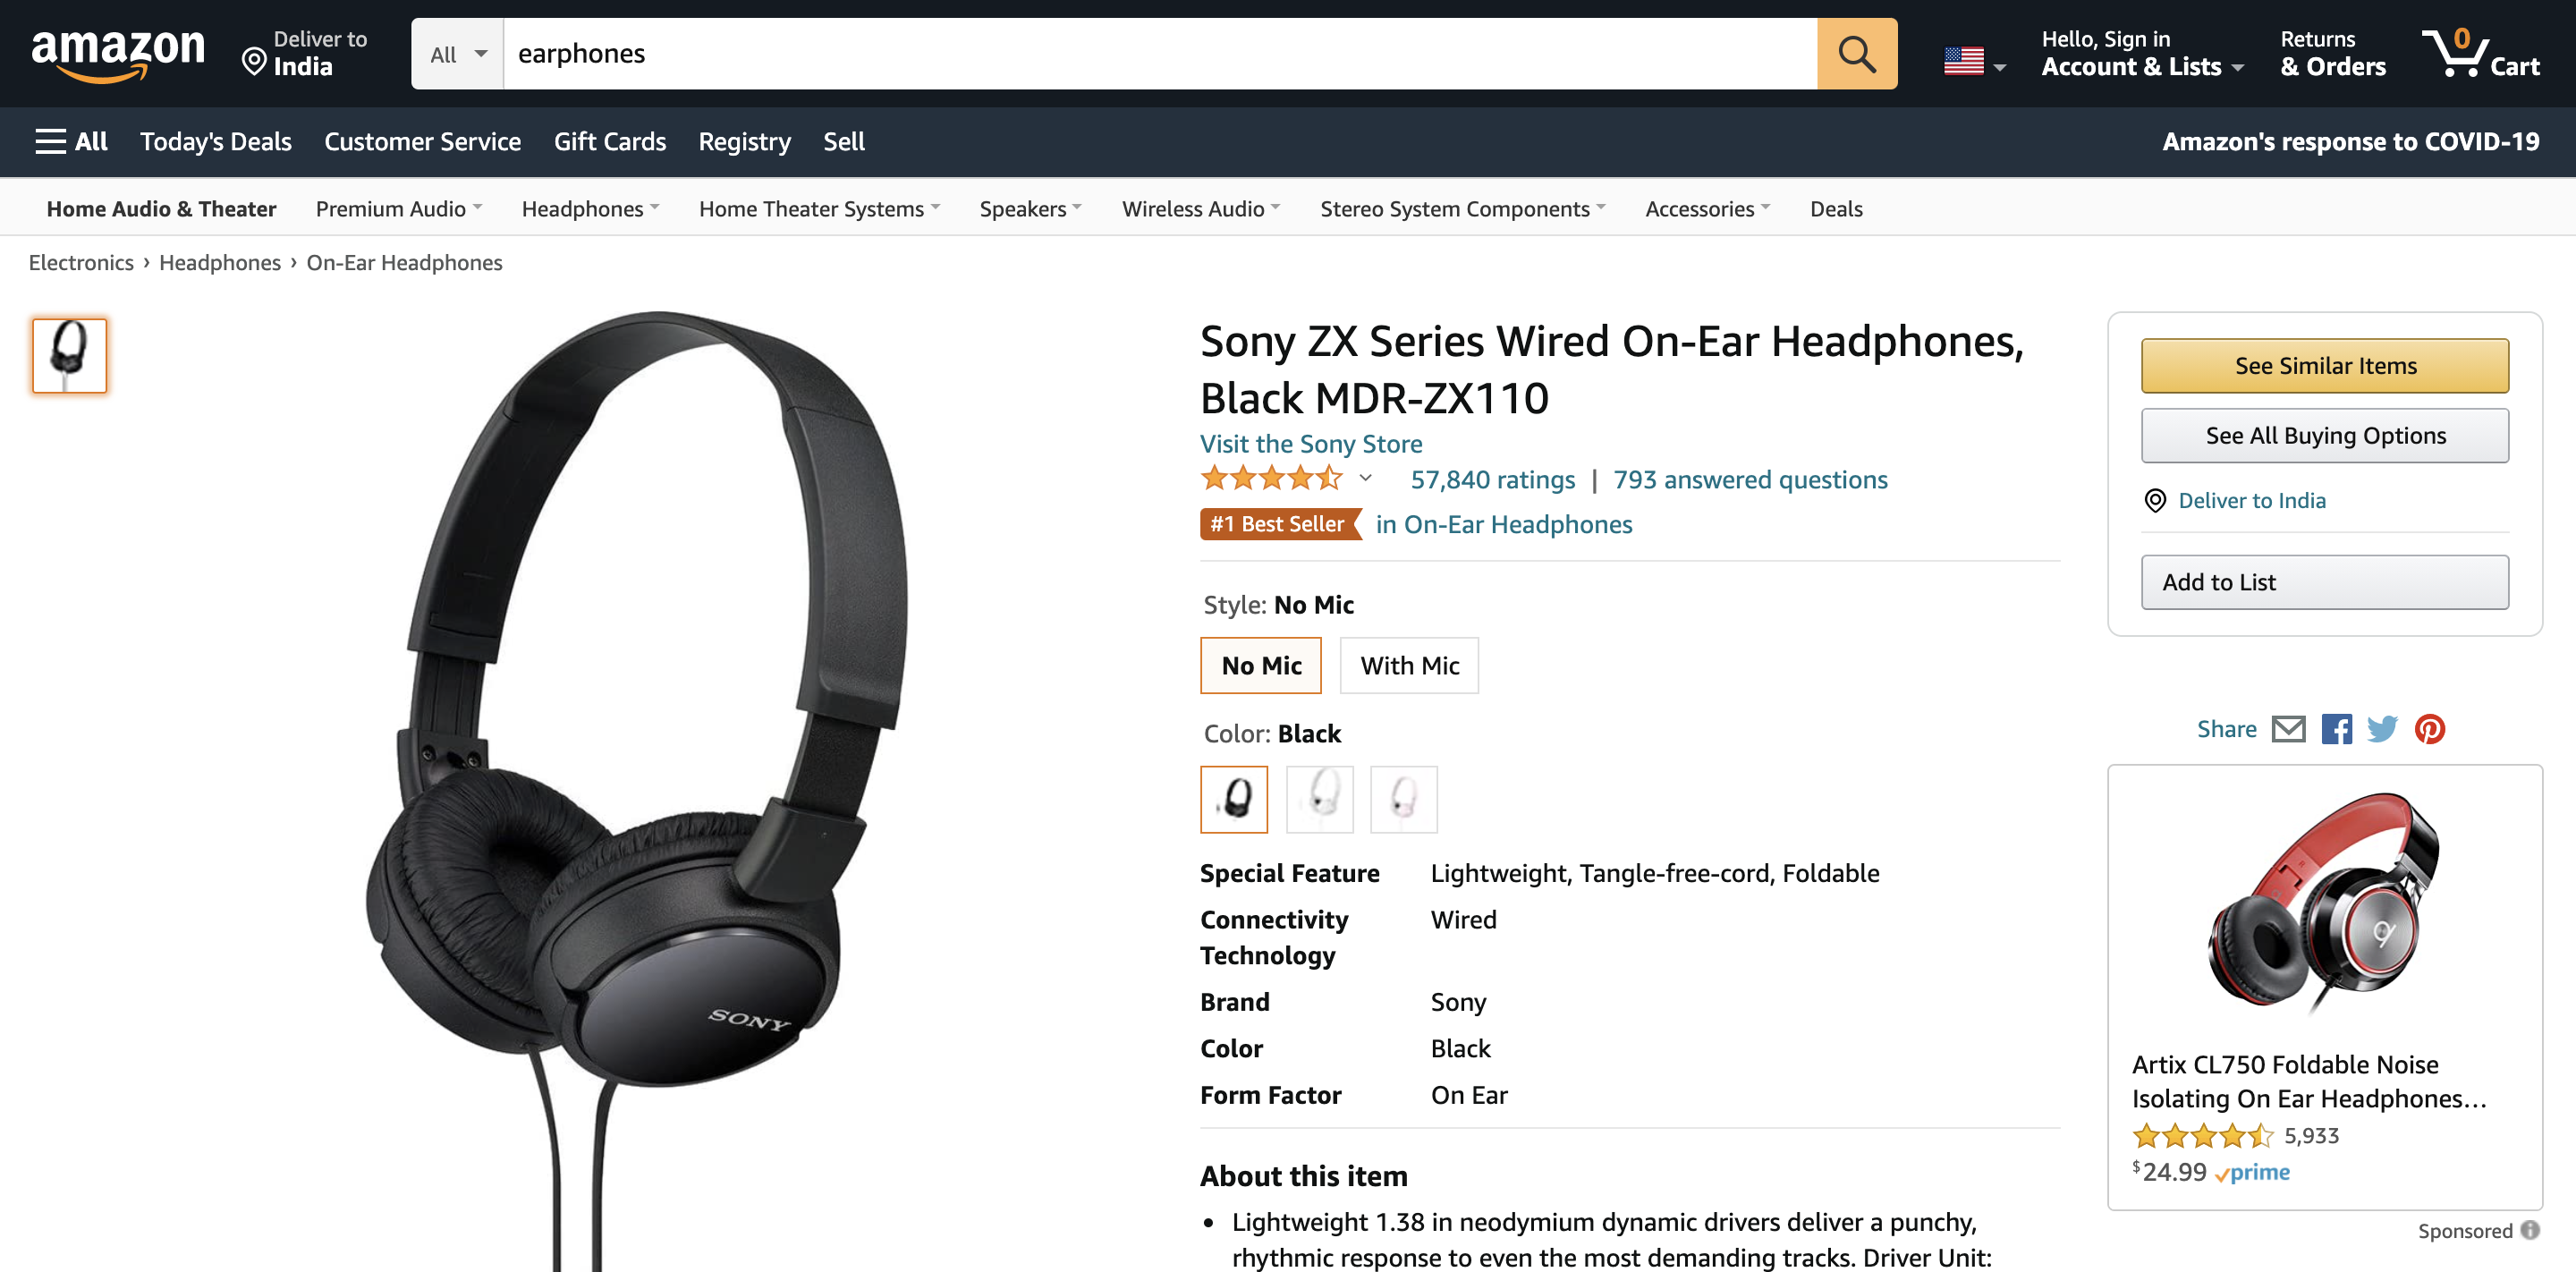 amazon
Deliver to
India
All
earphones
Hello, Sign in
Account & Lists
Returns
& Orders
0
Cart
All
Today's Deals
Customer Service
Gift Cards
Registry
Sell
Amazon's response to COVID-19
Home Audio & Theater
Premium Audio
Headphones
Home Theater Systems
Speakers
Wireless Audio
Stereo System Components
Accessories
Deals
Electronics › Headphones › On-Ear Headphones
SONY
Sony ZX Series Wired On-Ear Headphones,
Black MDR-ZX110
Visit the Sony Store
57,840 ratings | 793 answered questions
#1 Best Seller in On-Ear Headphones
Style: No Mic
No Mic
With Mic
Color: Black
Special Feature Lightweight, Tangle-free-cord, Foldable
Connectivity Wired
Technology
Brand Sony
Color Black
Form Factor On Ear
About this item
• Lightweight 1.38 in neodymium dynamic drivers deliver a punchy,
rhythmic response to even the most demanding tracks. Driver Unit:
See Similar Items
See All Buying Options
Deliver to India
Add to List
Share
Artix CL750 Foldable Noise
Isolating On Ear Headphones...
5,933
$24.99 prime
Sponsored